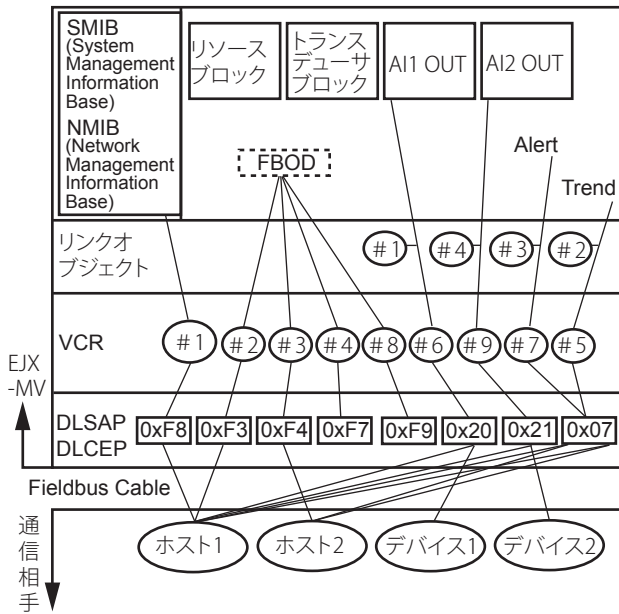 SMIB
(System
Management
Information
Base)
NMIB
(Network
Management
Information
Base)
リソース
ブロック
トランス
デューサ
ブロック
AI1 OUT
AI2 OUT
FBOD
Alert
Trend
リンクオ
ブジェクト
#1
#4
#3
#2
VCR
#1
#2
#3
#4
#8
#6
#9
#7
#5
EJX
-MV
DLSAP
DLCEP
0xF8
0xF3
0xF4
0xF7
0xF9
0x20
0x21
0x07
Fieldbus Cable
通信相手
ホスト1
ホスト2
デバイス1
デバイス2